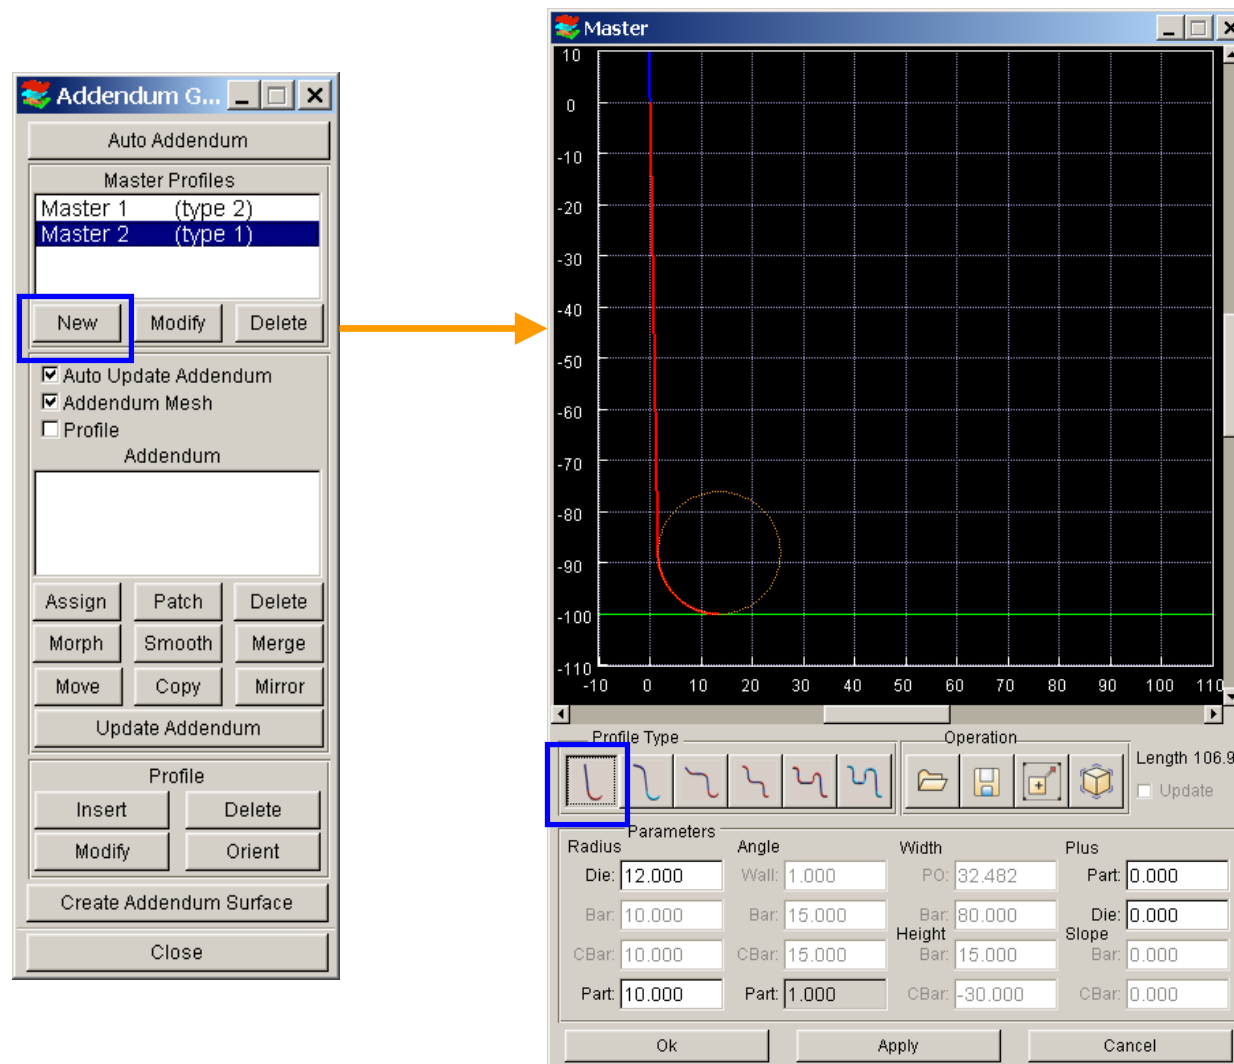 Addendum G...
Auto Addendum
Master Profiles
Master 1 (type 2)
Master 2 (type 1)
New Modify Delete
Auto Update Addendum
Addendum Mesh
Profile
Addendum
Assign Patch Delete
Morph Smooth Merge
Move Copy Mirror
Update Addendum
Profile
Insert Delete
Modify Orient
Create Addendum Surface
Close
Master
10
0
-10
-20
-30
-40
-50
-60
-70
-80
-90
-100
-110
-10 0 10 20 30 40 50 60 70 80 90 100 110
Profile Type Operation
Length 106.9
Update
Parameters
Radius Angle Width Plus
Die: 12.000 Wall: 1.000 PO: 32.482 Part: 0.000
Bar: 10.000 Bar: 15.000 Bar: 80.000 Die: 0.000
Height Slope
CBar: 10.000 CBar: 15.000 Bar: 15.000 Bar: 0.000
Part: 10.000 Part: 1.000 CBar: -30.000 CBar: 0.000
Ok Apply Cancel